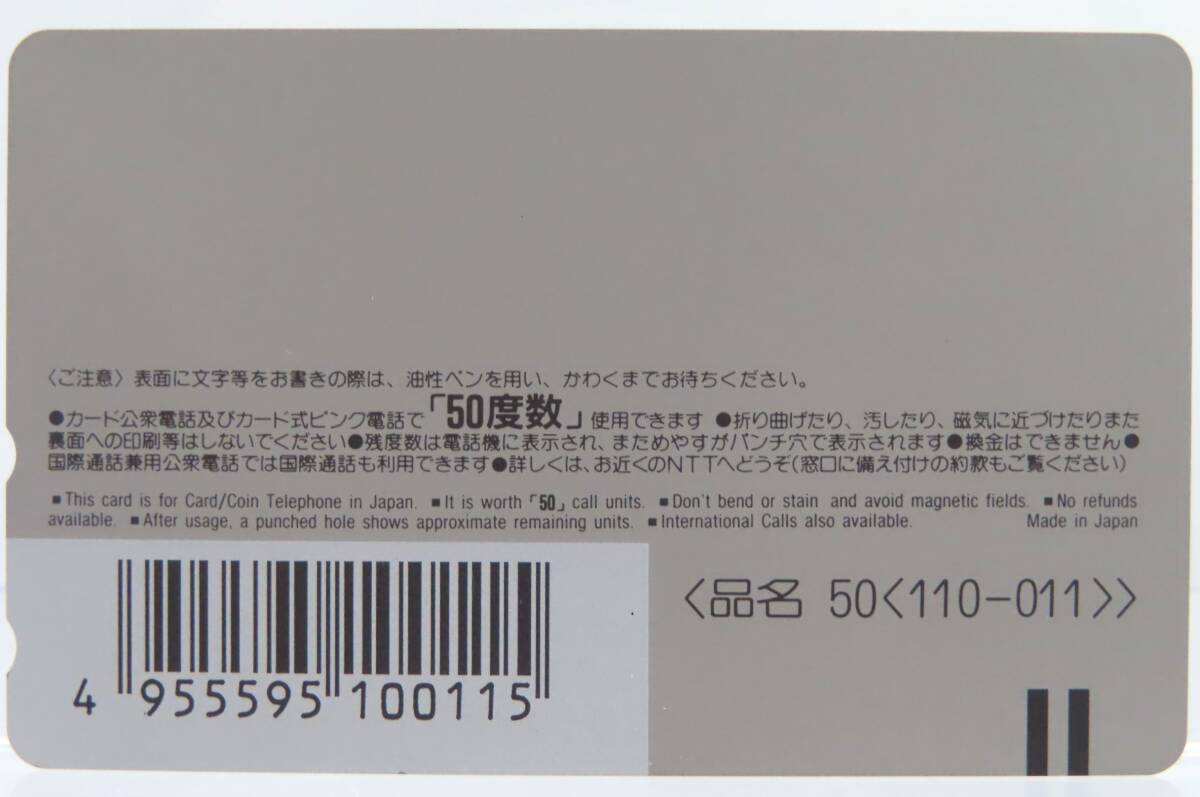 〈ご注意〉表面に文字等をお書きの際は、油性ペンを用い、かわくまでお待ちください。
●カード公衆電話及びカード式ピンク電話で「50度数」使用できます ●折り曲げたり、汚したり、磁気に近づけたりまた
裏面への印刷等はしないでください●残度数は電話機に表示され、まためやすがパンチ穴で表示されます●換金はできません●
国際通話兼用公衆電話では国際通話も利用できます●詳しくは、お近くのNTTへどうぞ(窓口に備え付けの約款もご覧ください)
■This card is for Card/Coin Telephone in Japan. ■It is worth「50」call units. ■Don't bend or stain and avoid magnetic fields. ■No refunds
available. ■After usage, a punched hole shows approximate remaining units. ■International Calls also available. Made in Japan
〈品名 50〈110-011〉〉
4 955595 100115